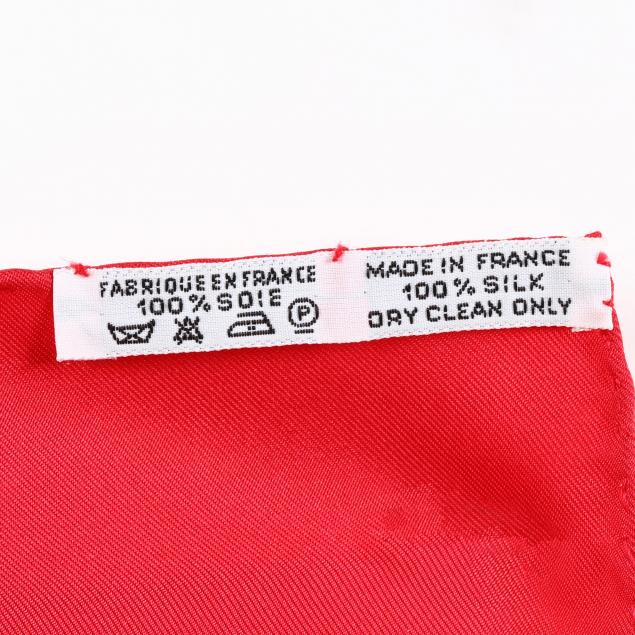 FABRIQUE EN FRANCE
100% SOIE
P
MADE IN FRANCE
100% SILK
DRY CLEAN ONLY